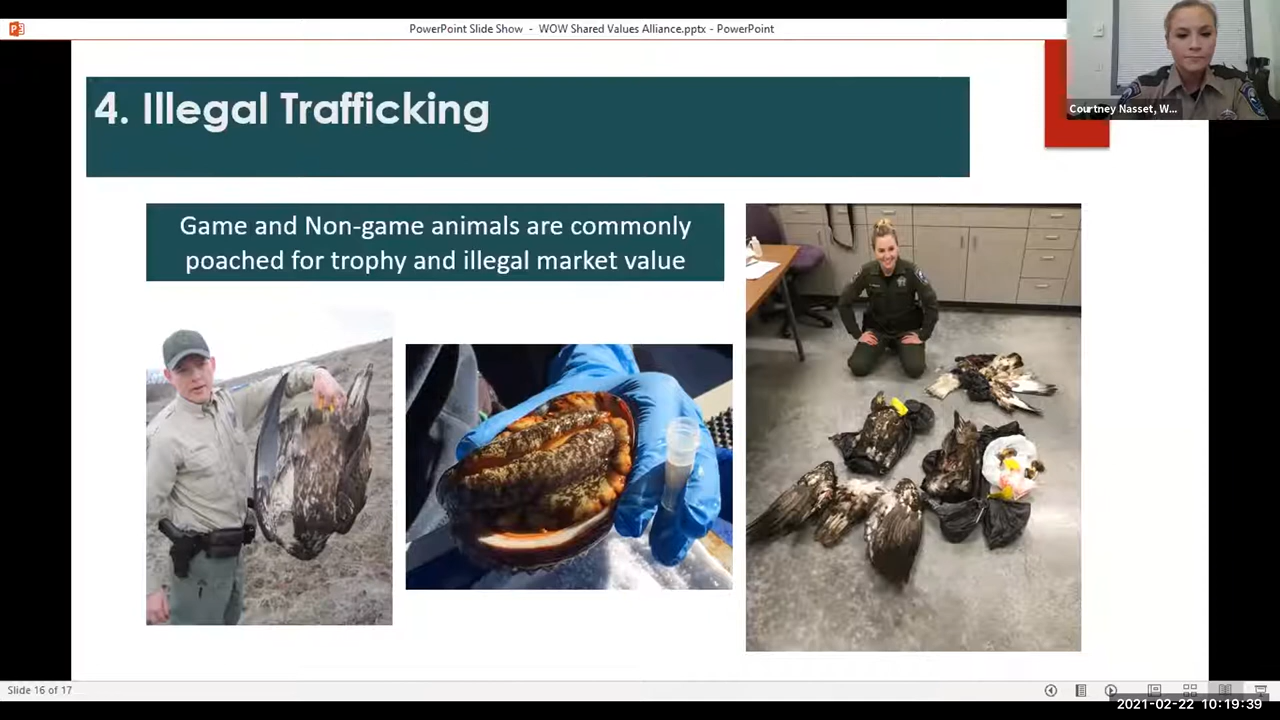 PowerPoint Slide Show - WOW Shared Values Alliance.pptx - PowerPoint
Courtney Nasset, W...
4. Illegal Trafficking
Game and Non-game animals are commonly
poached for trophy and illegal market value
Slide 16 of 17
2021-02-22 10:19:39